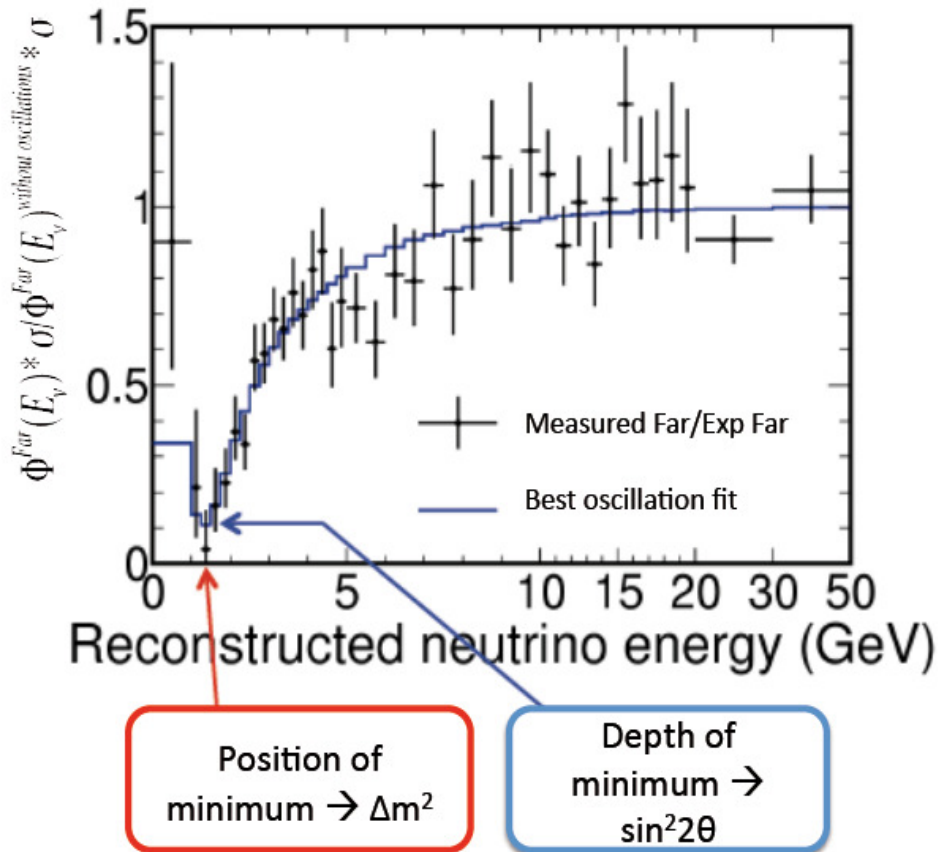 Φ^Far(E_ν)* σ/Φ^Far(E_ν)^without oscillations * σ
1.5
1
0.5
0
Measured Far/Exp Far
Best oscillation fit
0 5 10 15 20 30 50
Reconstructed neutrino energy (GeV)
Position of
minimum → Δm²
Depth of
minimum →
sin²2θ